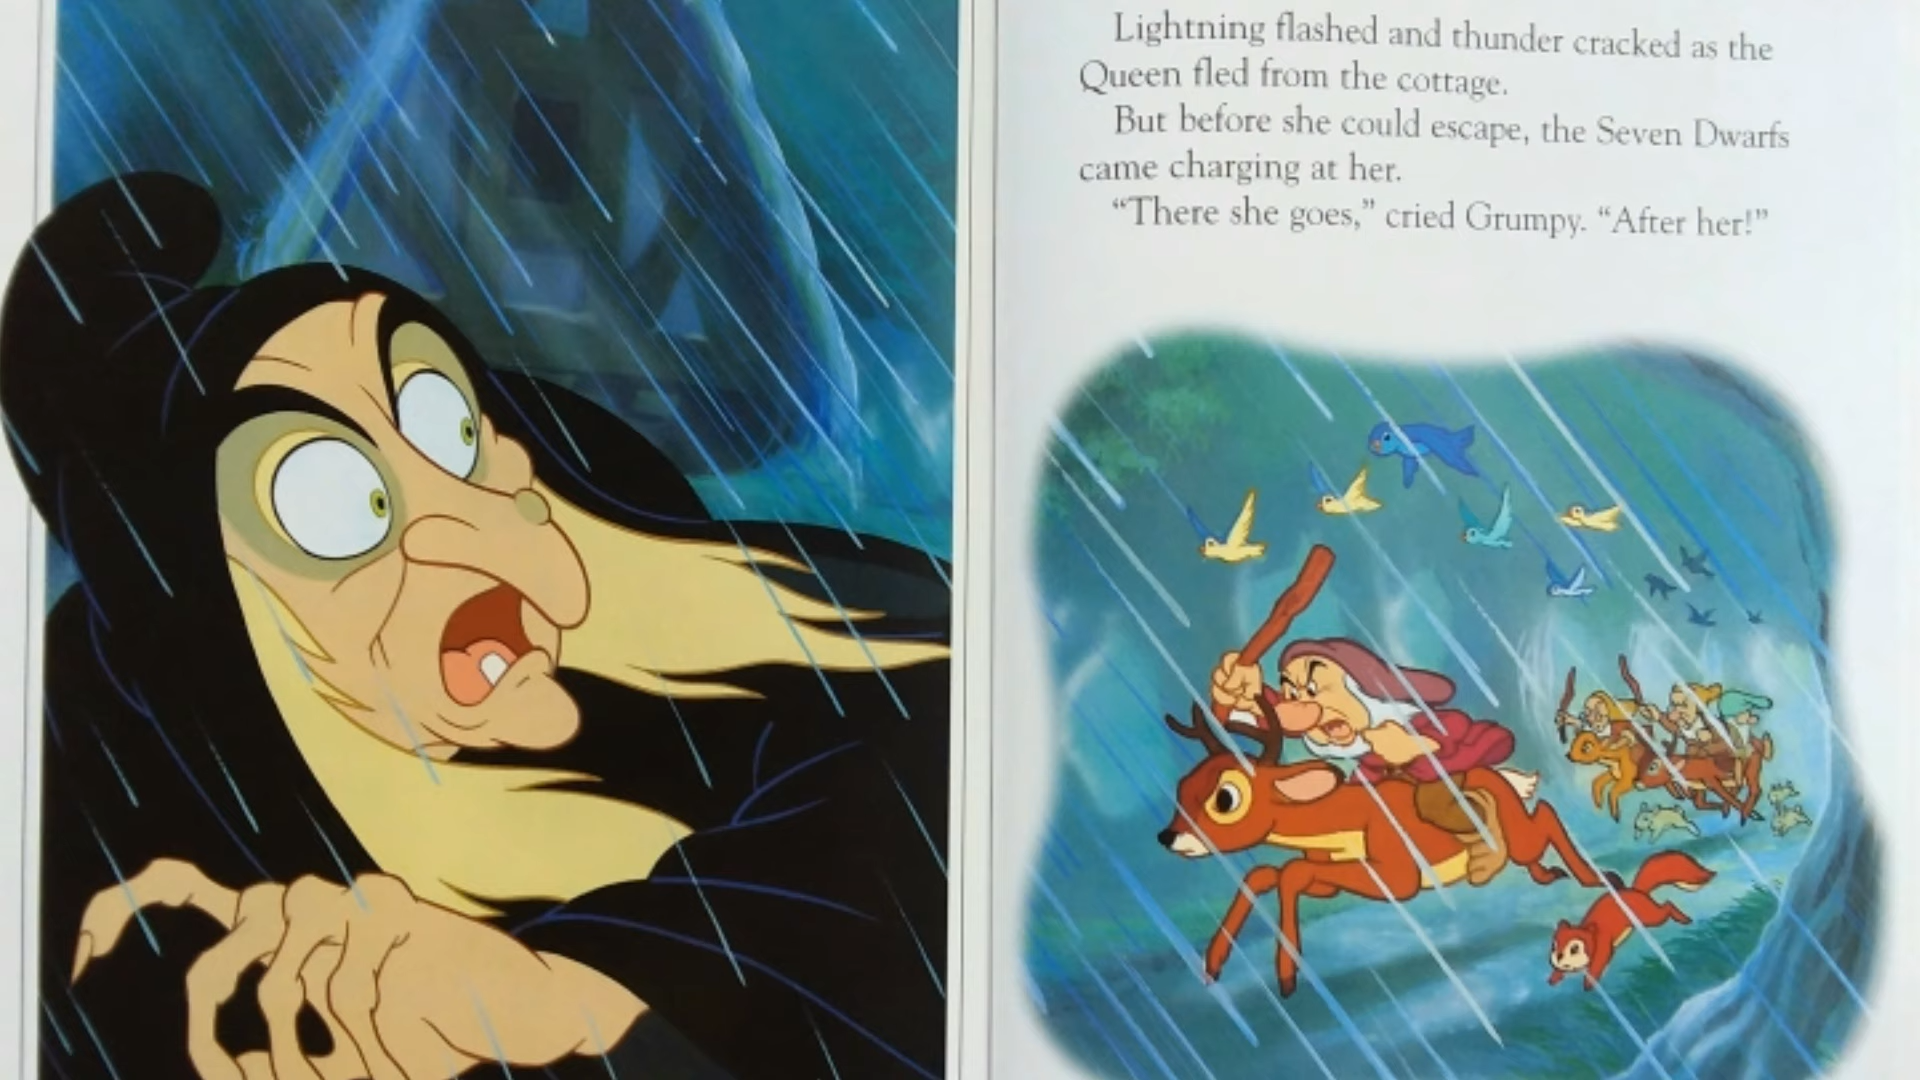 Lightning flashed and thunder cracked as the
Queen fled from the cottage.
But before she could escape, the Seven Dwarfs
came charging at her.
“There she goes,” cried Grumpy. “After her!”